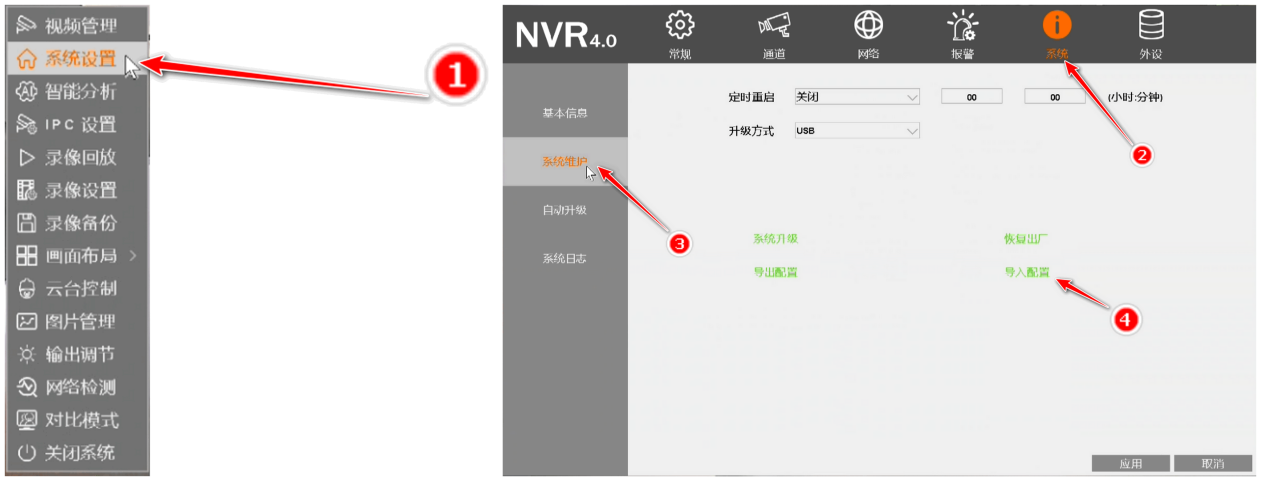 视频管理
系统设置
智能分析
IPC 设置
录像回放
录像设置
录像备份
画面布局 >
云台控制
图片管理
输出调节
网络检测
对比模式
关闭系统
1
NVR4.0
常规
通道
网络
报警
系统
外设
基本信息
系统维护
自动升级
系统日志
定时重启 关闭 00 00 (小时:分钟)
升级方式 USB
2
3
系统升级 恢复出厂
导出配置 导入配置
4
应用 取消